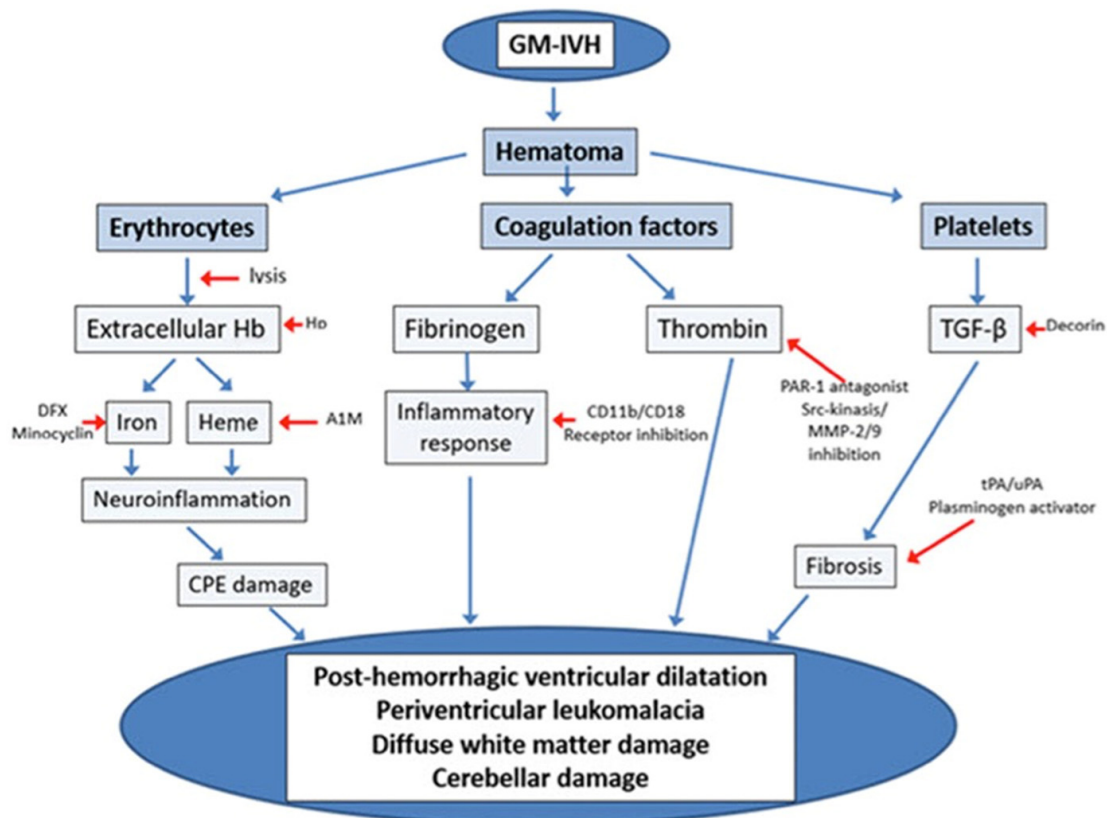 GM-IVH
Hematoma
Erythrocytes
Coagulation factors
Platelets
lysis
Extracellular Hb
Hp
Fibrinogen
Thrombin
TGF-β
Decorin
DFX
Minocyclin
Iron
Heme
A1M
Inflammatory
response
CD11b/CD18
Receptor inhibition
PAR-1 antagonist
Src-kinasis/
MMP-2/9
inhibition
Neuroinflammation
tPA/uPA
Plasminogen activator
CPE damage
Fibrosis
Post-hemorrhagic ventricular dilatation
Periventricular leukomalacia
Diffuse white matter damage
Cerebellar damage